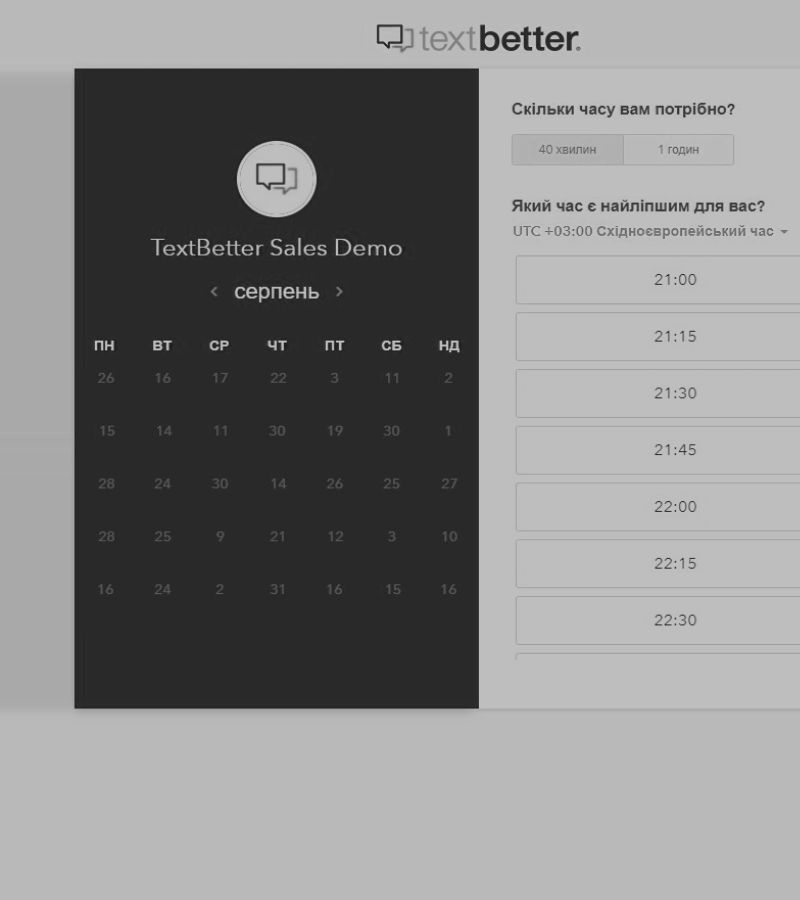 textbetter.
TextBetter Sales Demo
серпень
ПН ВТ СР ЧТ ПТ СБ НД
26 16 17 22 3 11 2
15 14 11 30 19 30 1
28 24 30 14 26 25 27
28 25 9 21 12 3 10
16 24 2 31 16 15 16
Скільки часу вам потрібно?
40 хвилин 1 годин
Який час є найліпшим для вас?
UTC +03:00 Східноєвропейський час
21:00
21:15
21:30
21:45
22:00
22:15
22:30